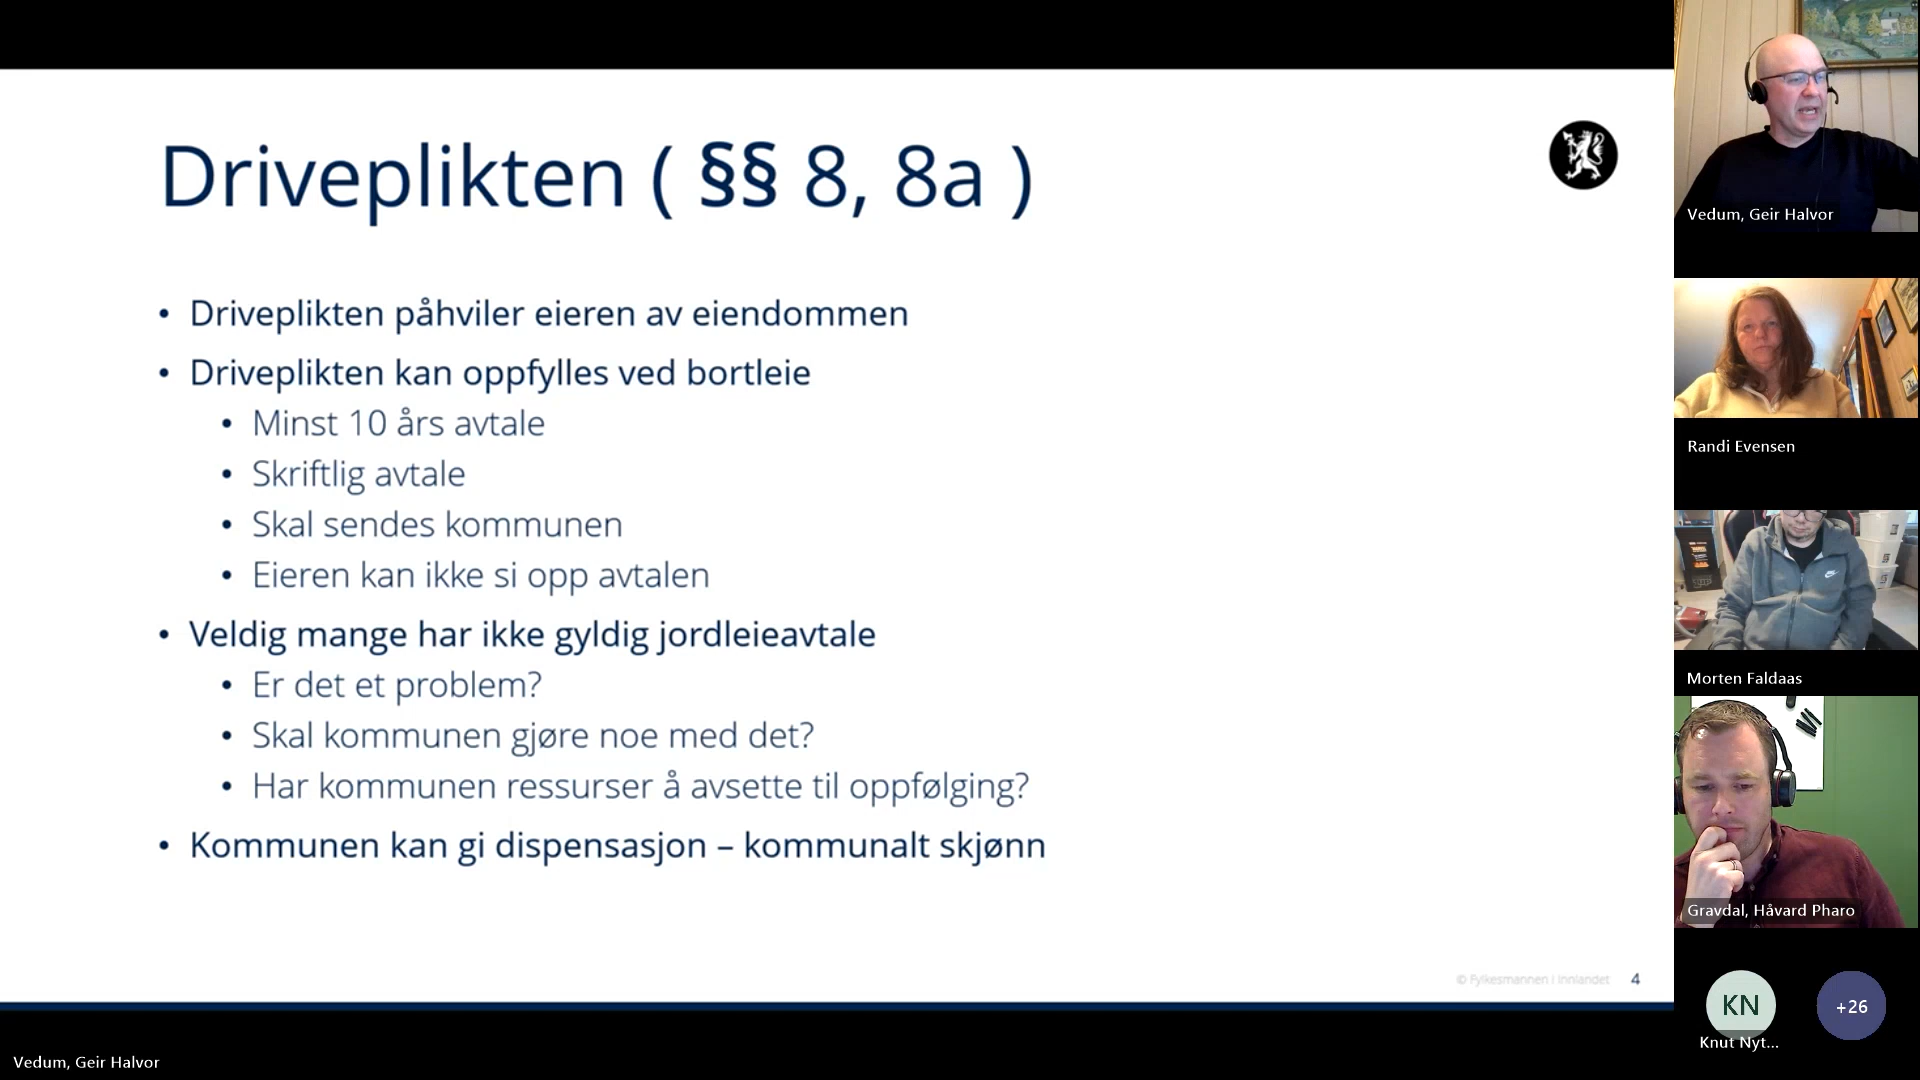 Driveplikten ( §§ 8, 8a )
• Driveplikten påhviler eieren av eiendommen
• Driveplikten kan oppfylles ved bortleie
• Minst 10 års avtale
• Skriftlig avtale
• Skal sendes kommunen
• Eieren kan ikke si opp avtalen
• Veldig mange har ikke gyldig jordleieavtale
• Er det et problem?
• Skal kommunen gjøre noe med det?
• Har kommunen ressurser å avsette til oppfølging?
• Kommunen kan gi dispensasjon – kommunalt skjønn
© Fylkesmannen i Innlandet 4
Vedum, Geir Halvor
Vedum, Geir Halvor
Randi Evensen
Morten Faldaas
Gravdal, Håvard Pharo
KN
+26
Knut Nyt...